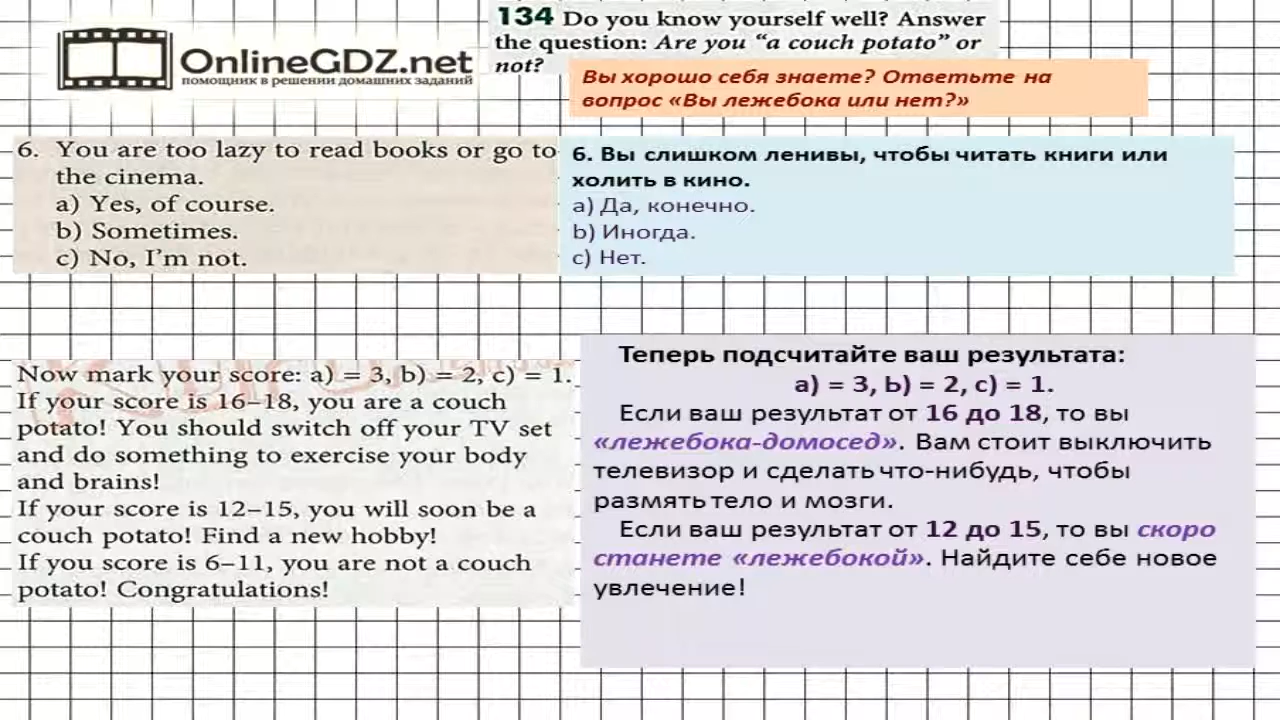 OnlineGDZ.net
помощник в решении домашних заданий
134 Do you know yourself well? Answer
the question: Are you “a couch potato” or
not?
Вы хорошо себя знаете? Ответьте на
вопрос «Вы лежебока или нет?»
6. You are too lazy to read books or go to
the cinema.
a) Yes, of course.
b) Sometimes.
c) No, I’m not.
6. Вы слишком ленивы, чтобы читать книги или
холить в кино.
a) Да, конечно.
b) Иногда.
c) Нет.
Now mark your score: a) = 3, b) = 2, c) = 1.
If your score is 16–18, you are a couch
potato! You should switch off your TV set
and do something to exercise your body
and brains!
If your score is 12–15, you will soon be a
couch potato! Find a new hobby!
If you score is 6–11, you are not a couch
potato! Congratulations!
Теперь подсчитайте ваш результата:
a) = 3, b) = 2, c) = 1.
Если ваш результат от 16 до 18, то вы
«лежебока-домосед». Вам стоит выключить
телевизор и сделать что-нибудь, чтобы
размять тело и мозги.
Если ваш результат от 12 до 15, то вы скоро
станете «лежебокой». Найдите себе новое
увлечение!